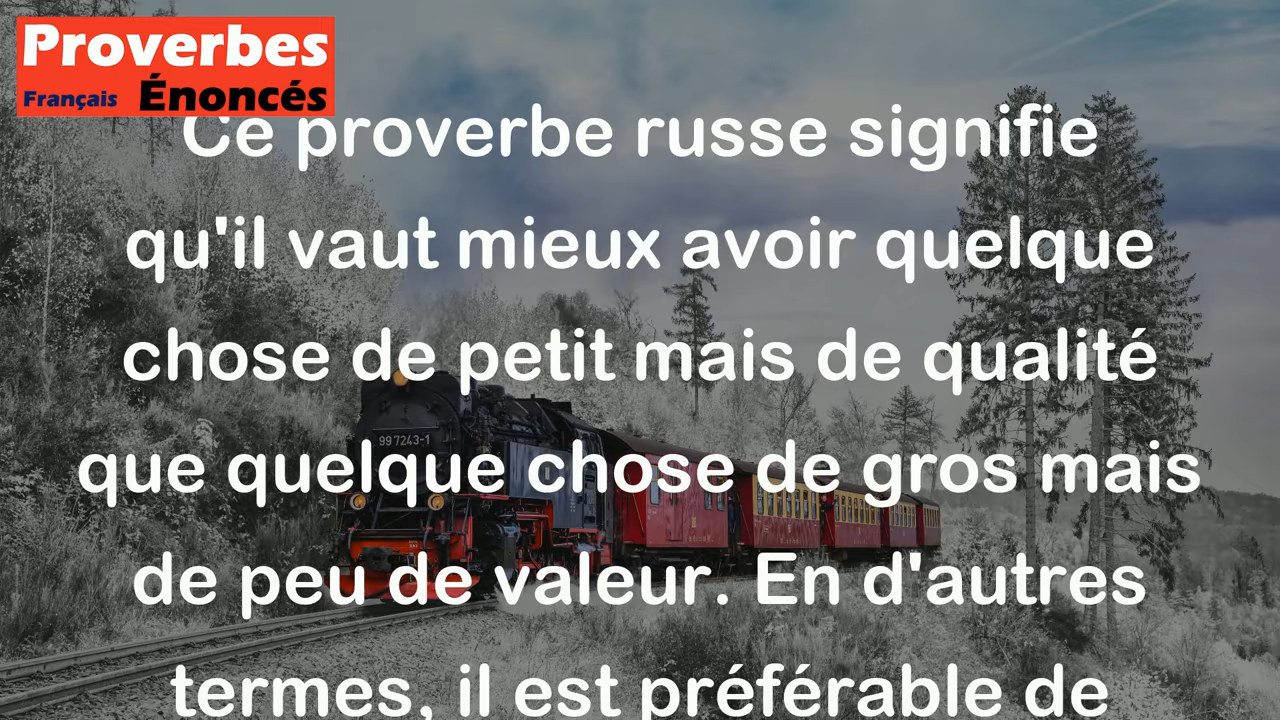 Proverbes
Français Énoncés
Ce proverbe russe signifie
qu'il vaut mieux avoir quelque
chose de petit mais de qualité
que quelque chose de gros mais
de peu de valeur. En d'autres
termes, il est préférable de
99 7243-1